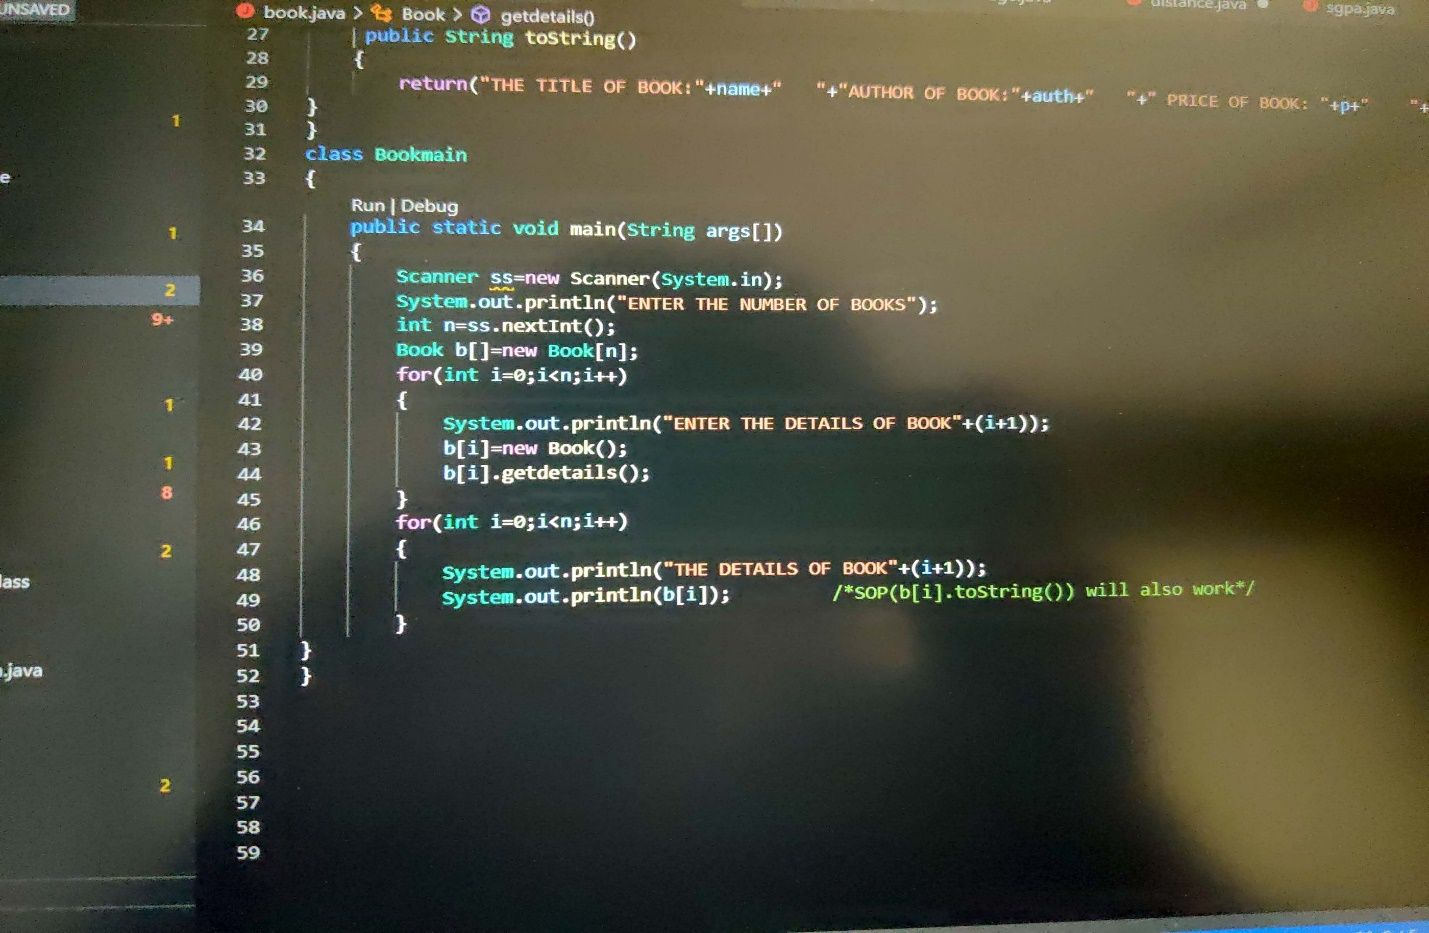 UNSAVED
book.java > Book > getdetails()
distance.java
sgpa.java
27 public String toString()
28 {
29 return("THE TITLE OF BOOK:"+name+" "+"AUTHOR OF BOOK:"+auth+" "+" PRICE OF BOOK: "+p+" "+
30 }
31 }
32 class Bookmain
33 {
Run | Debug
34 public static void main(String args[])
35 {
36 Scanner ss=new Scanner(System.in);
37 System.out.println("ENTER THE NUMBER OF BOOKS");
38 int n=ss.nextInt();
39 Book b[]=new Book[n];
40 for(int i=0;i<n;i++)
41 {
42 System.out.println("ENTER THE DETAILS OF BOOK"+(i+1));
43 b[i]=new Book();
44 b[i].getdetails();
45 }
46 for(int i=0;i<n;i++)
47 {
48 System.out.println("THE DETAILS OF BOOK"+(i+1));
49 System.out.println(b[i]); /*SOP(b[i].toString()) will also work*/
50 }
51 }
52 }
53
54
55
56
57
58
59
1
e
1
2
9+
1
1
8
2
lass
.java
2